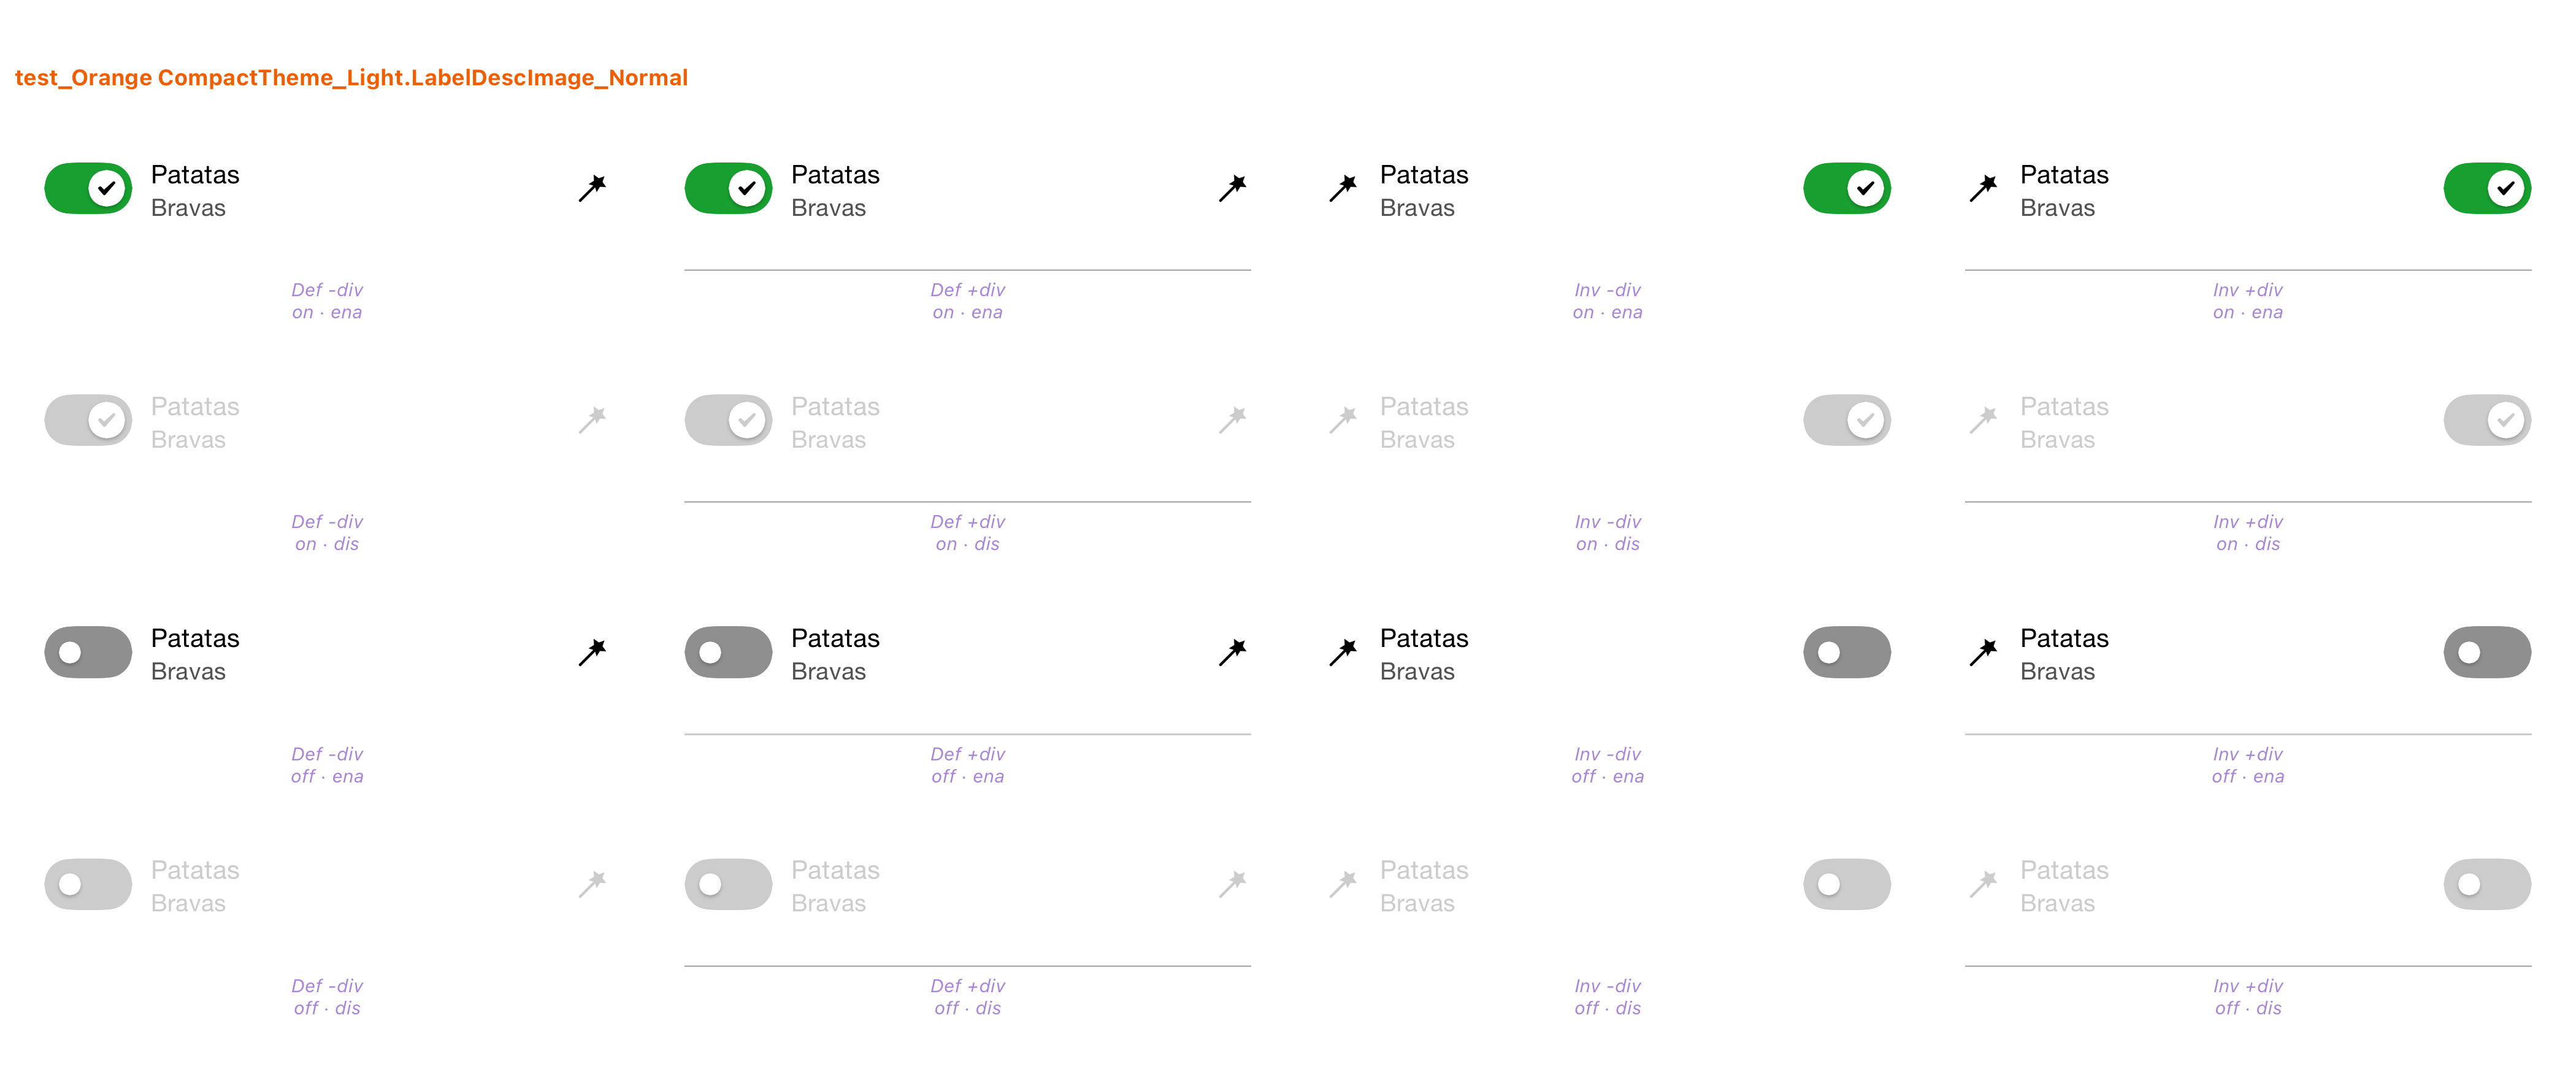 test_Orange CompactTheme_Light.LabelDescImage_Normal
Patatas
Bravas
Def -div
on · ena
Patatas
Bravas
Def +div
on · ena
Patatas
Bravas
Inv -div
on · ena
Patatas
Bravas
Inv +div
on · ena
Patatas
Bravas
Def -div
on · dis
Patatas
Bravas
Def +div
on · dis
Patatas
Bravas
Inv -div
on · dis
Patatas
Bravas
Inv +div
on · dis
Patatas
Bravas
Def -div
off · ena
Patatas
Bravas
Def +div
off · ena
Patatas
Bravas
Inv -div
off · ena
Patatas
Bravas
Inv +div
off · ena
Patatas
Bravas
Def -div
off · dis
Patatas
Bravas
Def +div
off · dis
Patatas
Bravas
Inv -div
off · dis
Patatas
Bravas
Inv +div
off · dis